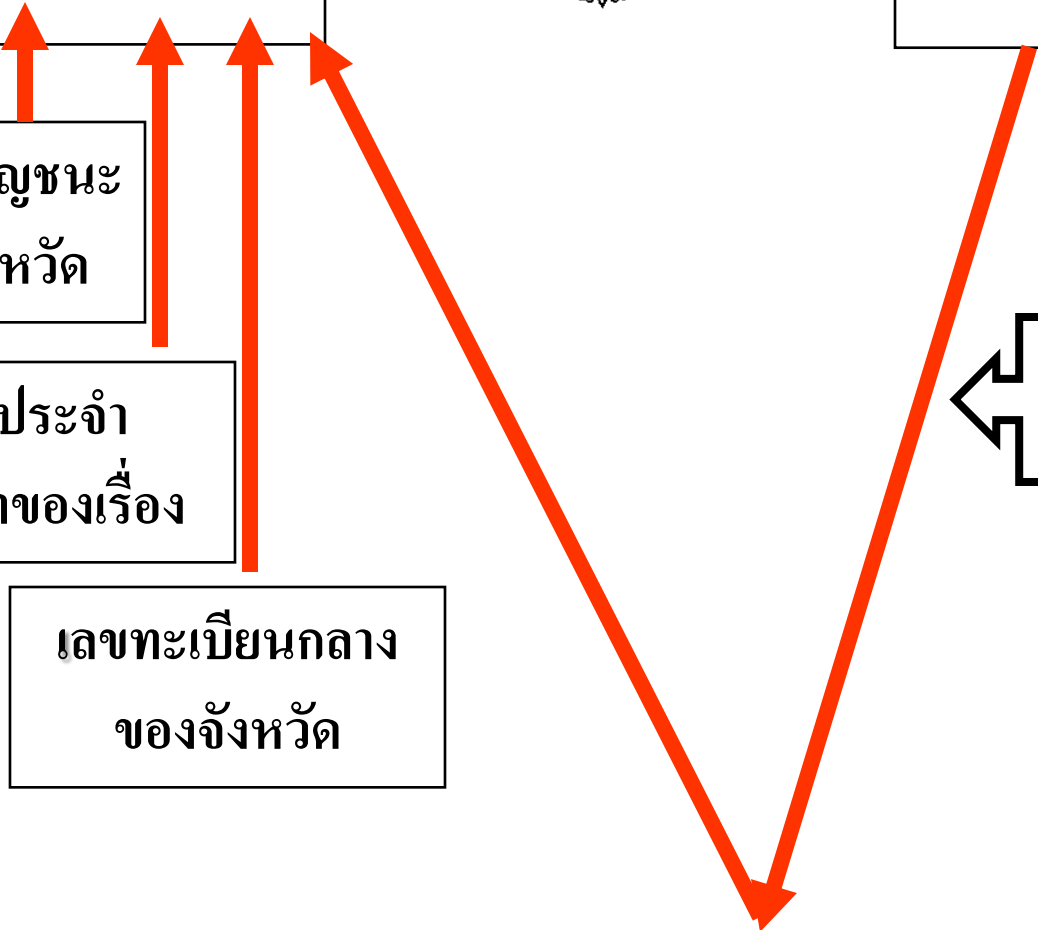 ญชนะ
หวัด
ประจำ
ของเรื่อง
เลขทะเบียนกลาง
ของจังหวัด